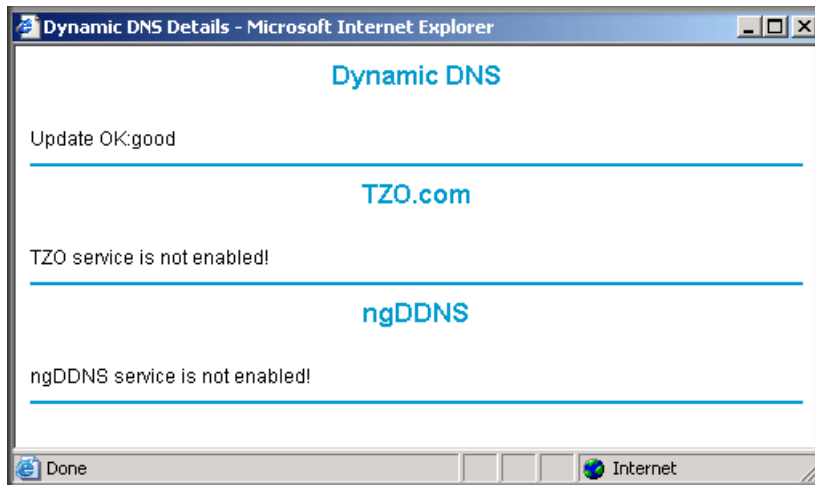 Dynamic DNS Details - Microsoft Internet Explorer
Dynamic DNS
Update OK:good
TZO.com
TZO service is not enabled!
ngDDNS
ngDDNS service is not enabled!
Done
Internet